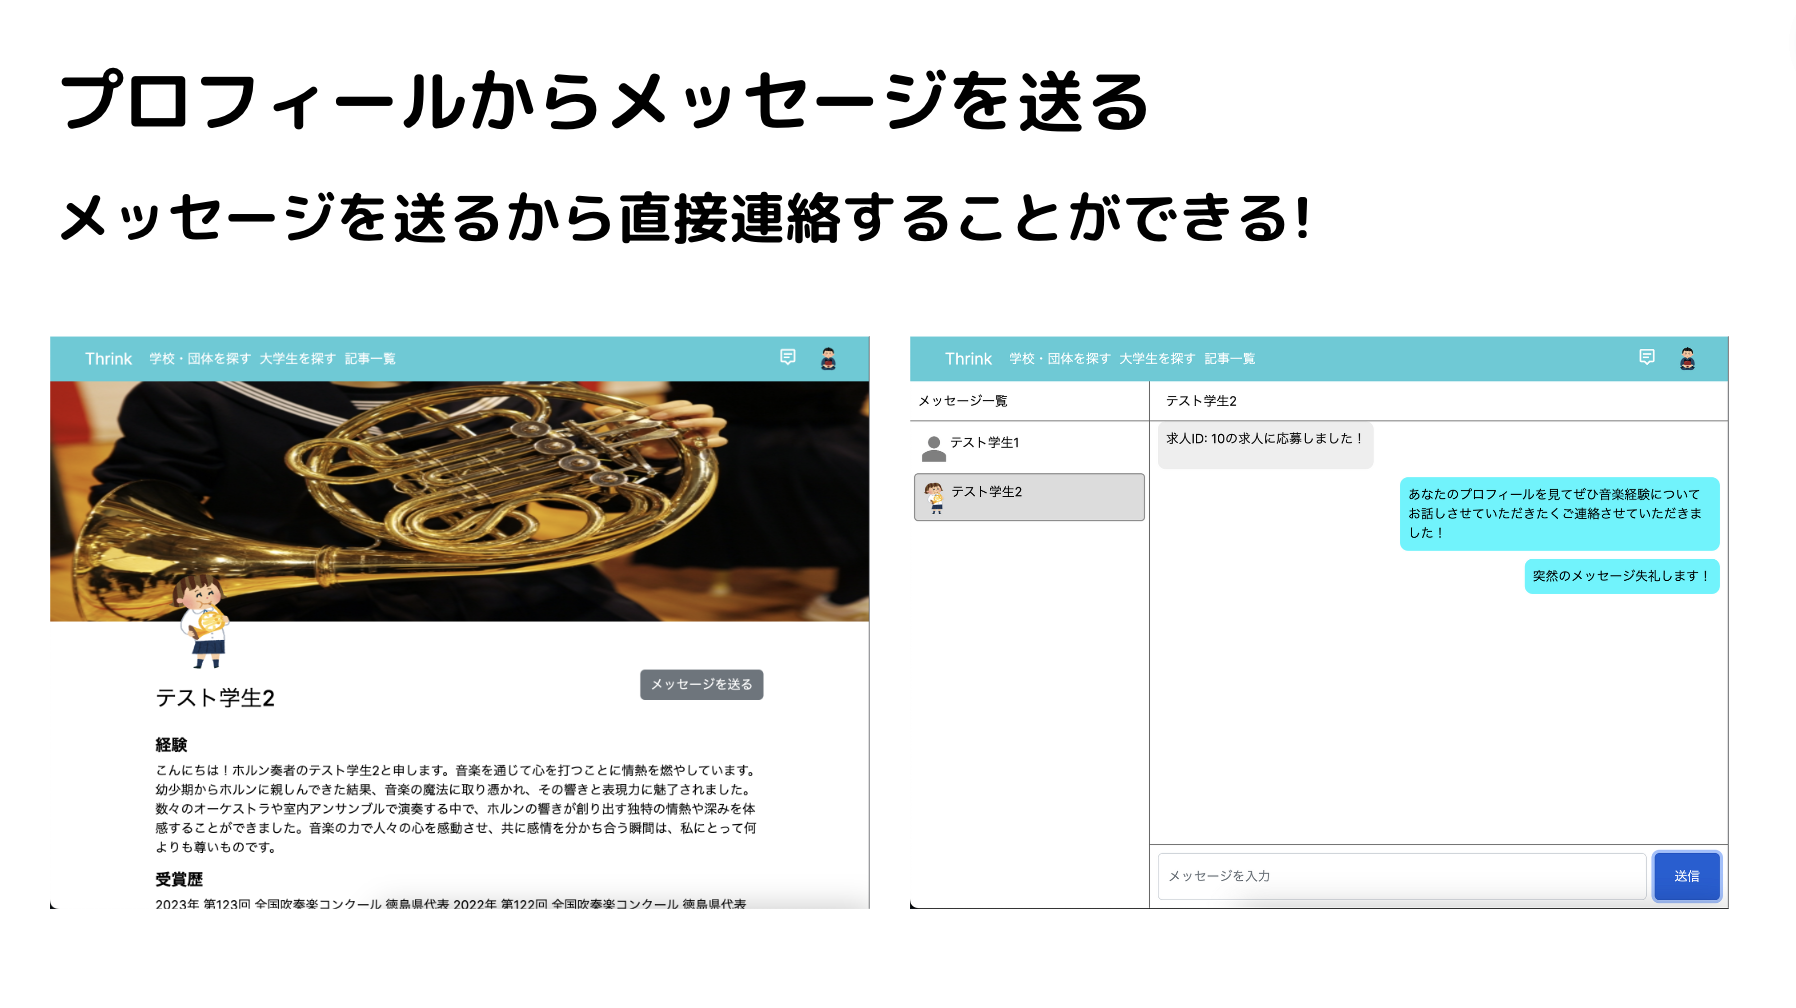 プロフィールからメッセージを送る
メッセージを送るから直接連絡することができる!
Thrink 学校・団体を探す 大学生を探す 記事一覧
テスト学生2
メッセージを送る
経験
こんにちは！ホルン奏者のテスト学生2と申します。音楽を通じて心を打つことに情熱を燃やしています。
幼少期からホルンに親しんできた結果、音楽の魔法に取り憑かれ、その響きと表現力に魅了されました。
数々のオーケストラや室内アンサンブルで演奏する中で、ホルンの響きが創り出す独特の情熱や深みを体
感することができました。音楽の力で人々の心を感動させ、共に感情を分かち合う瞬間は、私にとって何
よりも尊いものです。
受賞歴
2023年 第123回 全国吹奏楽コンクール 徳島県代表 2022年 第122回 全国吹奏楽コンクール 徳島県代表
Thrink 学校・団体を探す 大学生を探す 記事一覧
メッセージ一覧
テスト学生1
テスト学生2
テスト学生2
求人ID: 10の求人に応募しました！
あなたのプロフィールを見てぜひ音楽経験について
お話しさせていただきたくご連絡させていただきま
した！
突然のメッセージ失礼します！
メッセージを入力
送信